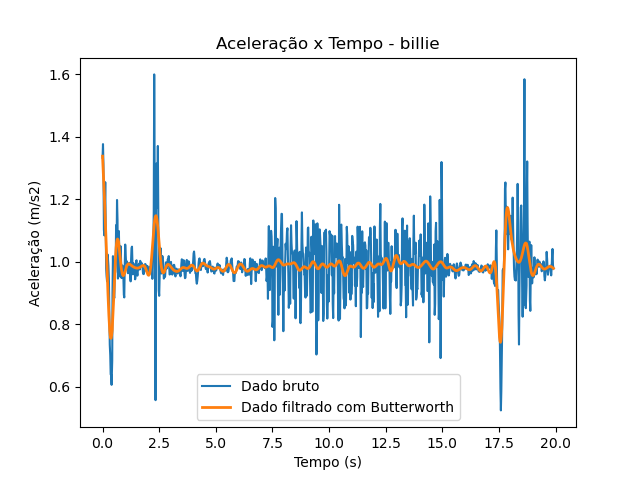 Aceleração x Tempo - billie
Aceleração (m/s2)
1.6
1.4
1.2
1.0
0.8
0.6
Dado bruto
Dado filtrado com Butterworth
0.0 2.5 5.0 7.5 10.0 12.5 15.0 17.5 20.0
Tempo (s)